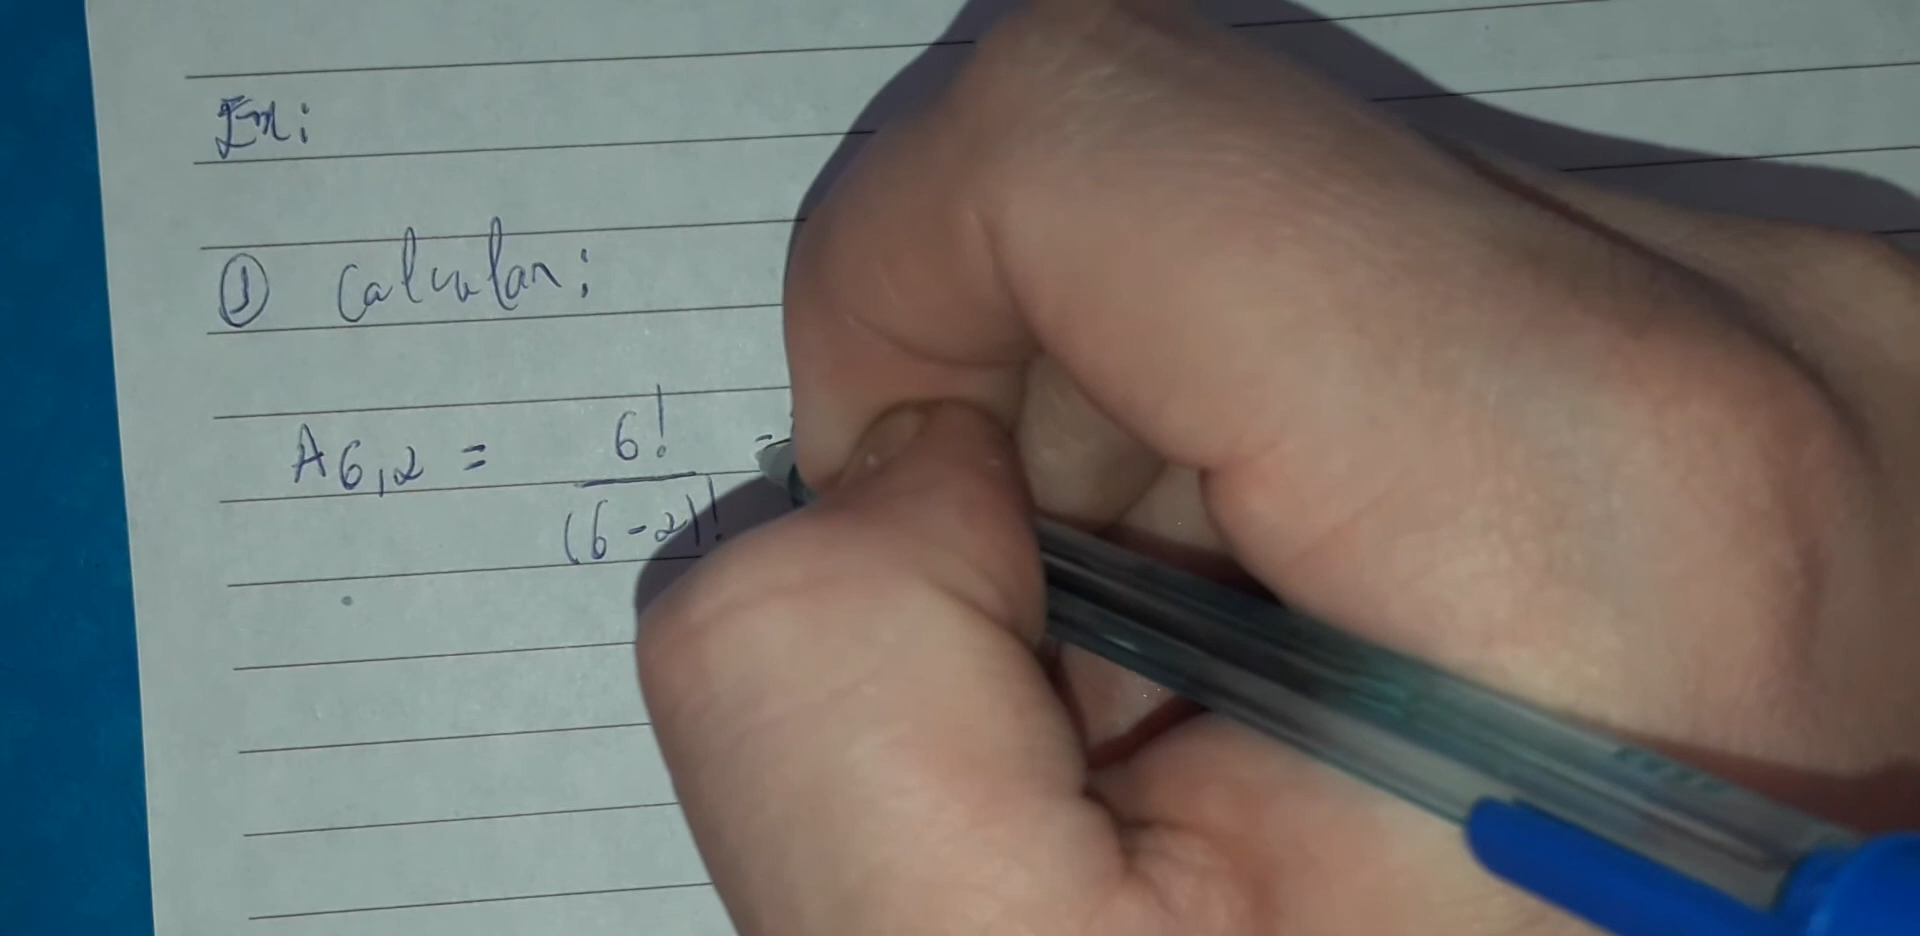 Ex:
① Calcular:
A6,2 = 6!/(6-2)! =